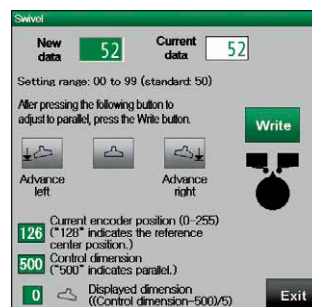 Swivel
New data 52 Current data 52
Setting range: 00 to 99 (standard: 50)
After pressing the following button to
adjust to parallel, press the Write button.
Write
Advance left
Advance right
126 Current encoder position (0-255)
("128" indicates the reference
center position.)
500 Control dimension
("500" indicates parallel.)
0 Displayed dimension
((Control dimension-500)/5)
Exit